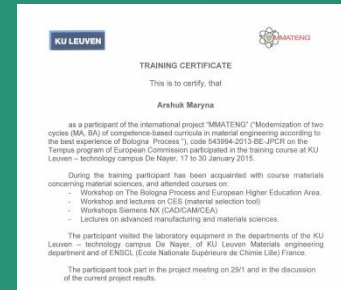 KU LEUVEN
MMATENG
TRAINING CERTIFICATE
This is to certify, that
Arshuk Maryna
as a participant of the international project "MMATENG" ("Modernization of two
cycles (MA, BA) of competence-based curricula in material engineering according to
the best experience of Bologna Process"), code 543994-2013-BE-JPCR on the
Tempus program of European Commission participated in the training course at KU
Leuven – technology campus De Nayer, 17 to 30 January 2015.
During the training participant has been acquainted with course materials
concerning material sciences, and attended courses on:
- Workshop on The Bologna Process and European Higher Education Area.
- Workshop and lectures on CES (material selection tool)
- Workshops Siemens NX (CAD/CAM/CEA)
- Lectures on advanced manufacturing and materials sciences.
The participant visited the laboratory equipment in the departments of the KU
Leuven – technology campus De Nayer, of KU Leuven Materials engineering
department and of ENSCL (Ecole Nationale Supérieure de Chimie Lille) France.
The participant took part in the project meeting on 29/1 and in the discussion
of the current project results.